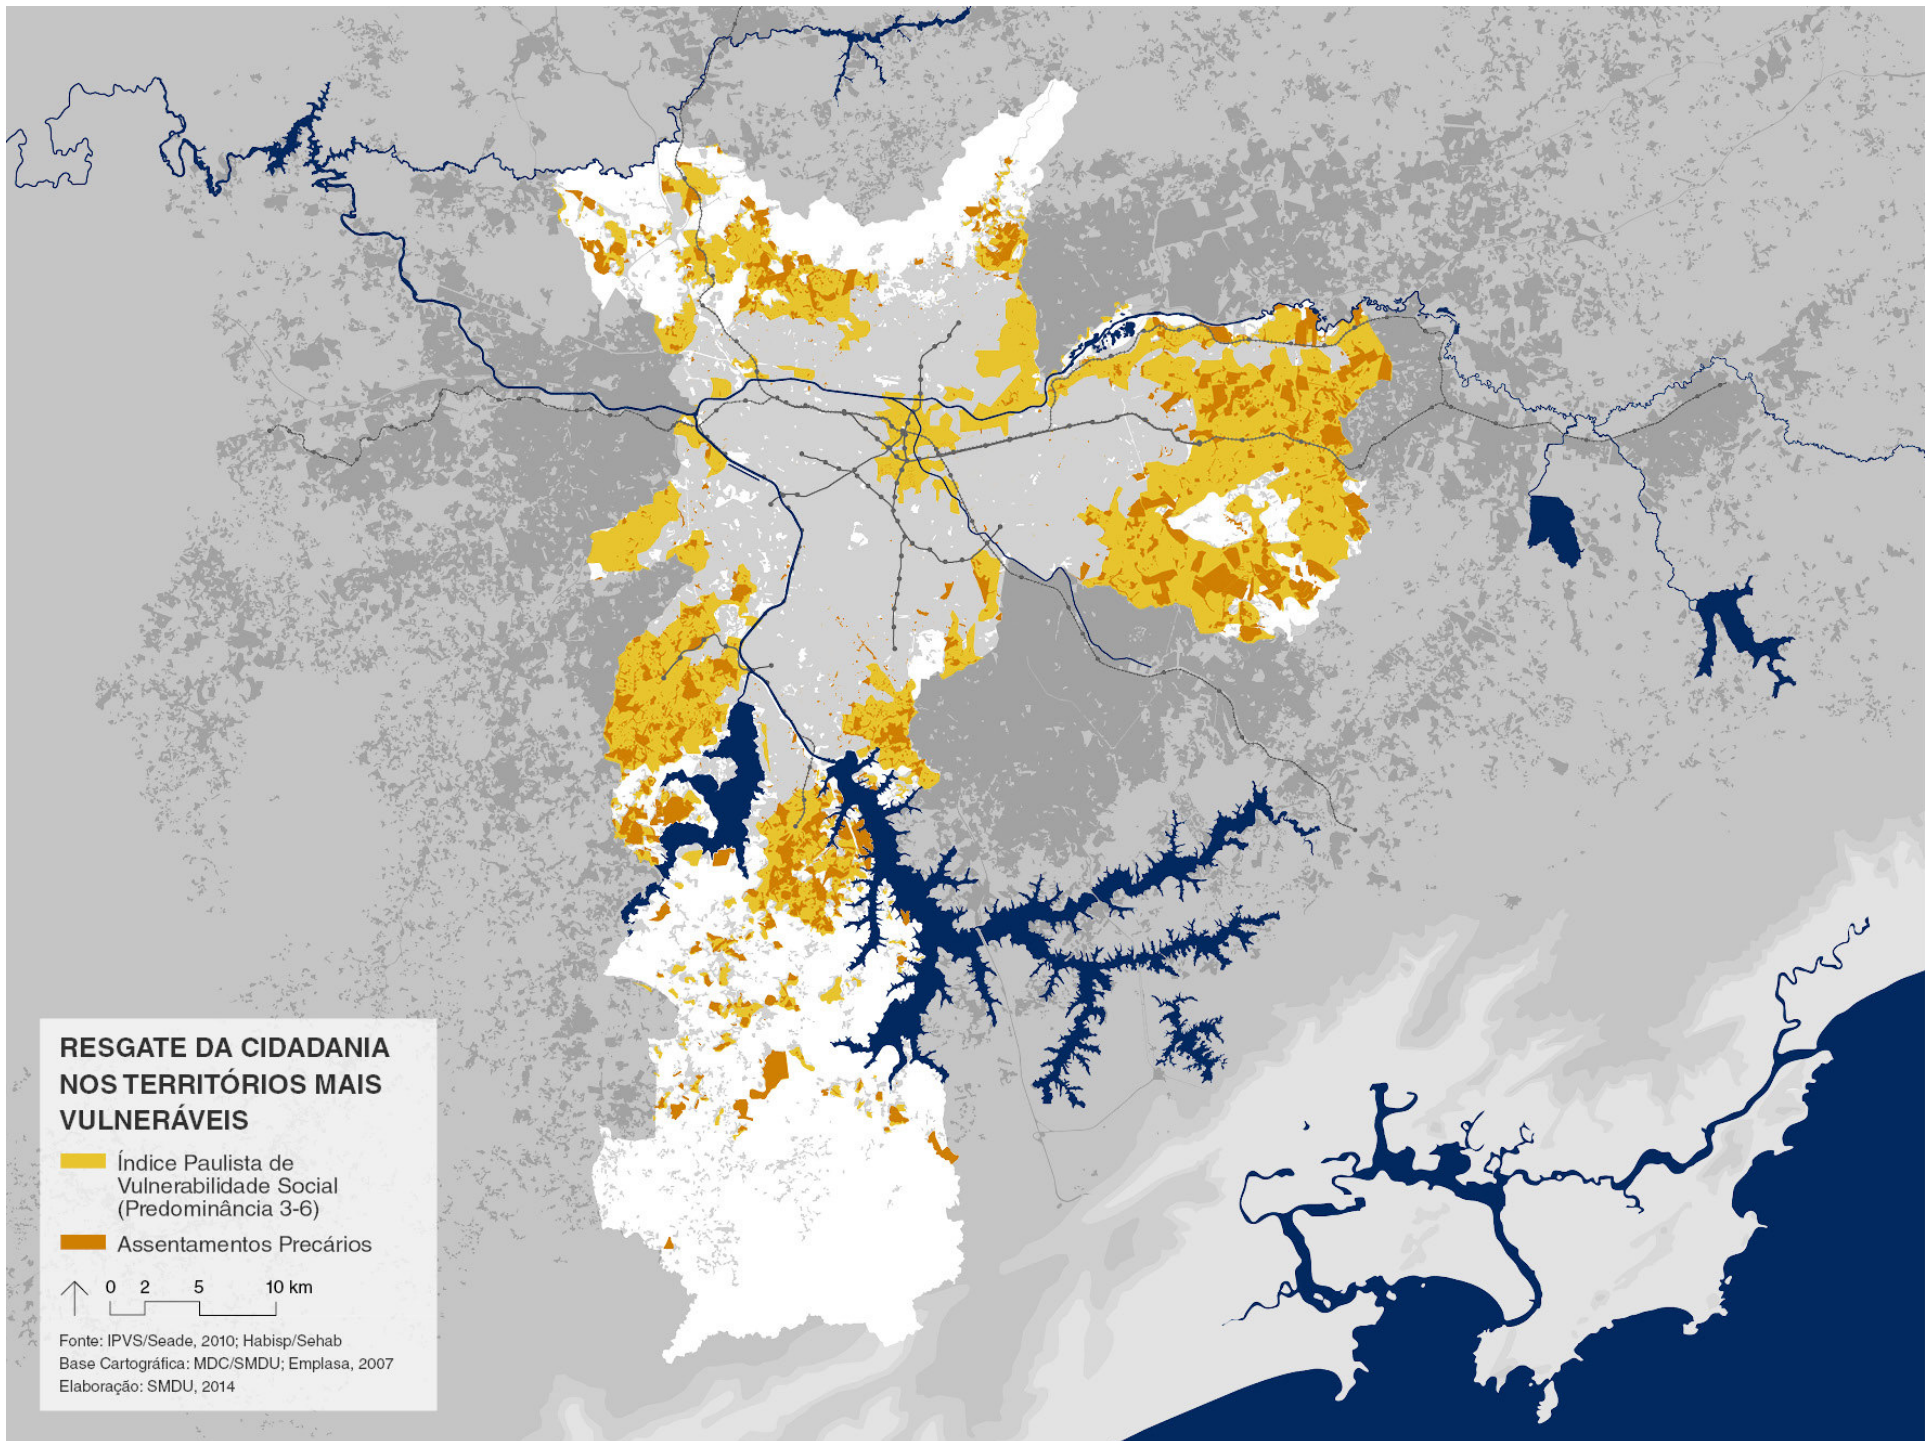 RESGATE DA CIDADANIA
NOS TERRITÓRIOS MAIS
VULNERÁVEIS
Índice Paulista de
Vulnerabilidade Social
(Predominância 3-6)
Assentamentos Precários
0 2 5 10 km
Fonte: IPVS/Seade, 2010; Habisp/Sehab
Base Cartográfica: MDC/SMDU; Emplasa, 2007
Elaboração: SMDU, 2014